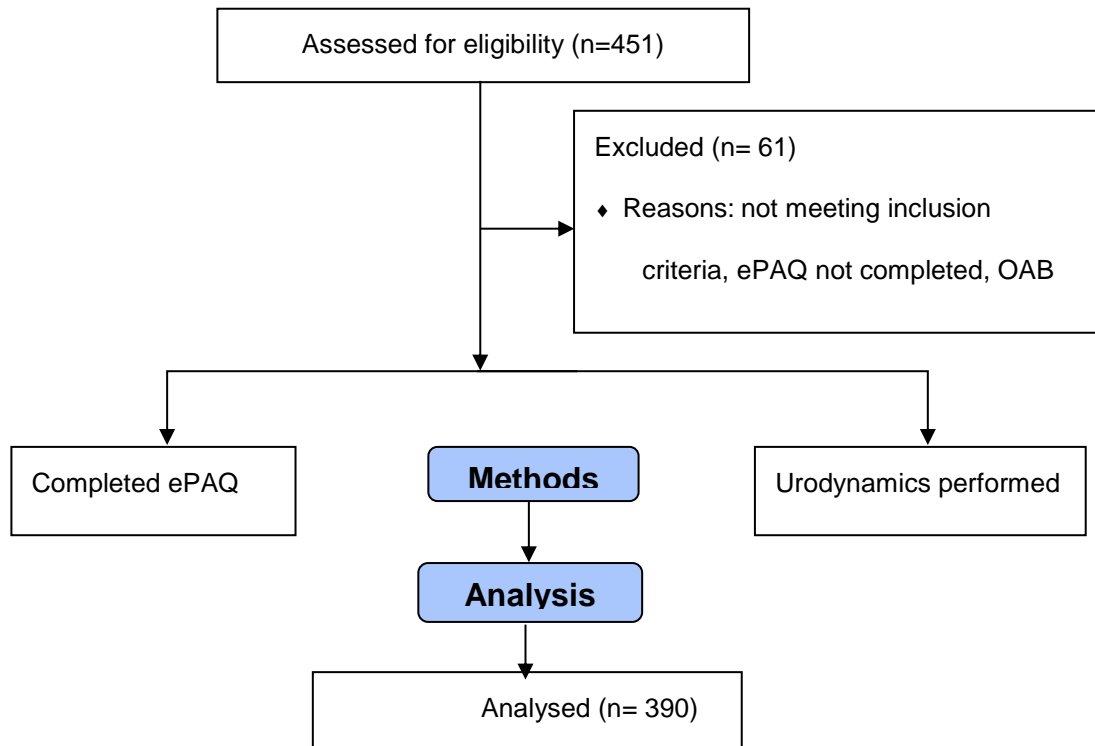 Assessed for eligibility (n=451)
Excluded (n= 61)
♦ Reasons: not meeting inclusion
criteria, ePAQ not completed, OAB
Completed ePAQ
Methods
Urodynamics performed
Analysis
Analysed (n= 390)